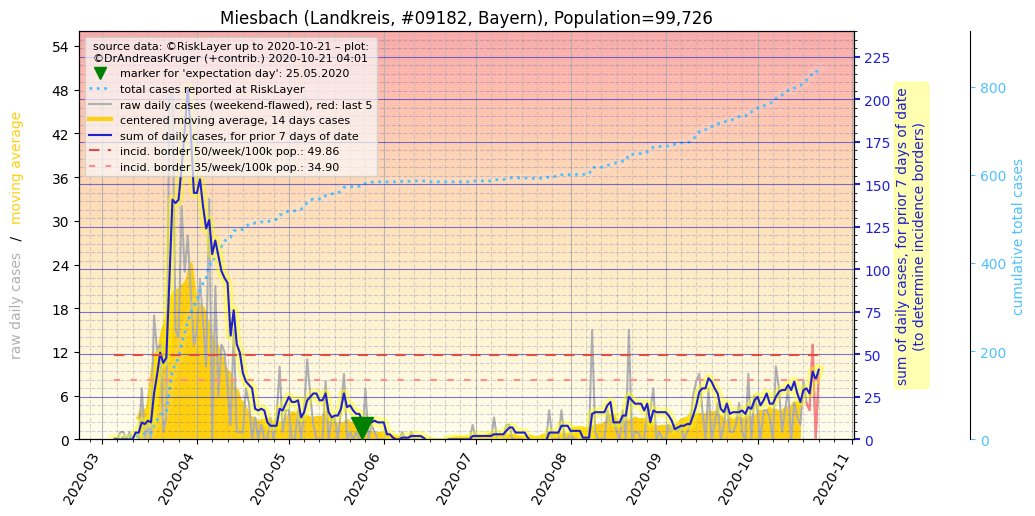 Miesbach (Landkreis, #09182, Bayern), Population=99,726
source data: ©RiskLayer up to 2020-10-21 – plot:
©DrAndreasKruger (+contrib.) 2020-10-21 04:01
marker for 'expectation day': 25.05.2020
total cases reported at RiskLayer
raw daily cases (weekend-flawed), red: last 5
centered moving average, 14 days cases
sum of daily cases, for prior 7 days of date
incid. border 50/week/100k pop.: 49.86
incid. border 35/week/100k pop.: 34.90
raw daily cases / moving average
54
48
42
36
30
24
18
12
6
0
2020-03
2020-04
2020-05
2020-06
2020-07
2020-08
2020-09
2020-10
2020-11
225
200
175
150
125
100
75
50
25
0
sum of daily cases, for prior 7 days of date
(to determine incidence borders)
800
600
400
200
0
cumulative total cases